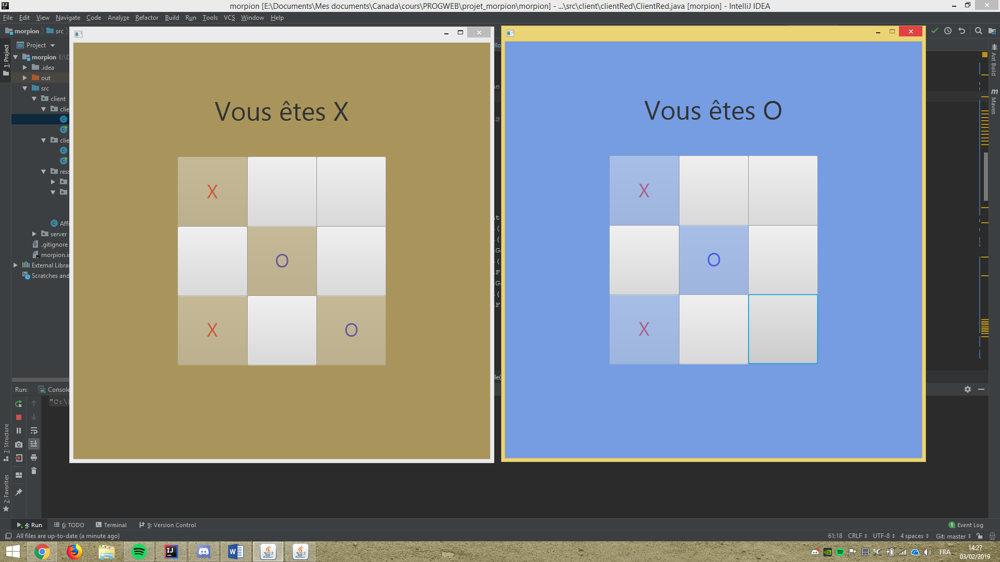 morpion [E:\Documents\Mes documents\Canada\cours\PROGWEB\projet_morpion\morpion] - ...\src\client\clientRed\ClientRed.java [morpion] - IntelliJ IDEA
File Edit View Navigate Code Analyze Refactor Build Run Tools VCS Window Help
morpion src
Project
1: Project
morpion E:\D
.idea
out
src
client
clie
clie
ress
Affi
server
.gitignore
morpion.i
External Libra
Scratches and
Vous êtes X
X
O
X O
Vous êtes O
X
O
X
Ant Build
Maven
Run: Console
"C:\
7: Structure
2: Favorites
4: Run 6: TODO Terminal 9: Version Control
Event Log
All files are up-to-date (a minute ago)
61:18 CRLF UTF-8 4 spaces Git: master
FRA
14:27
03/02/2019